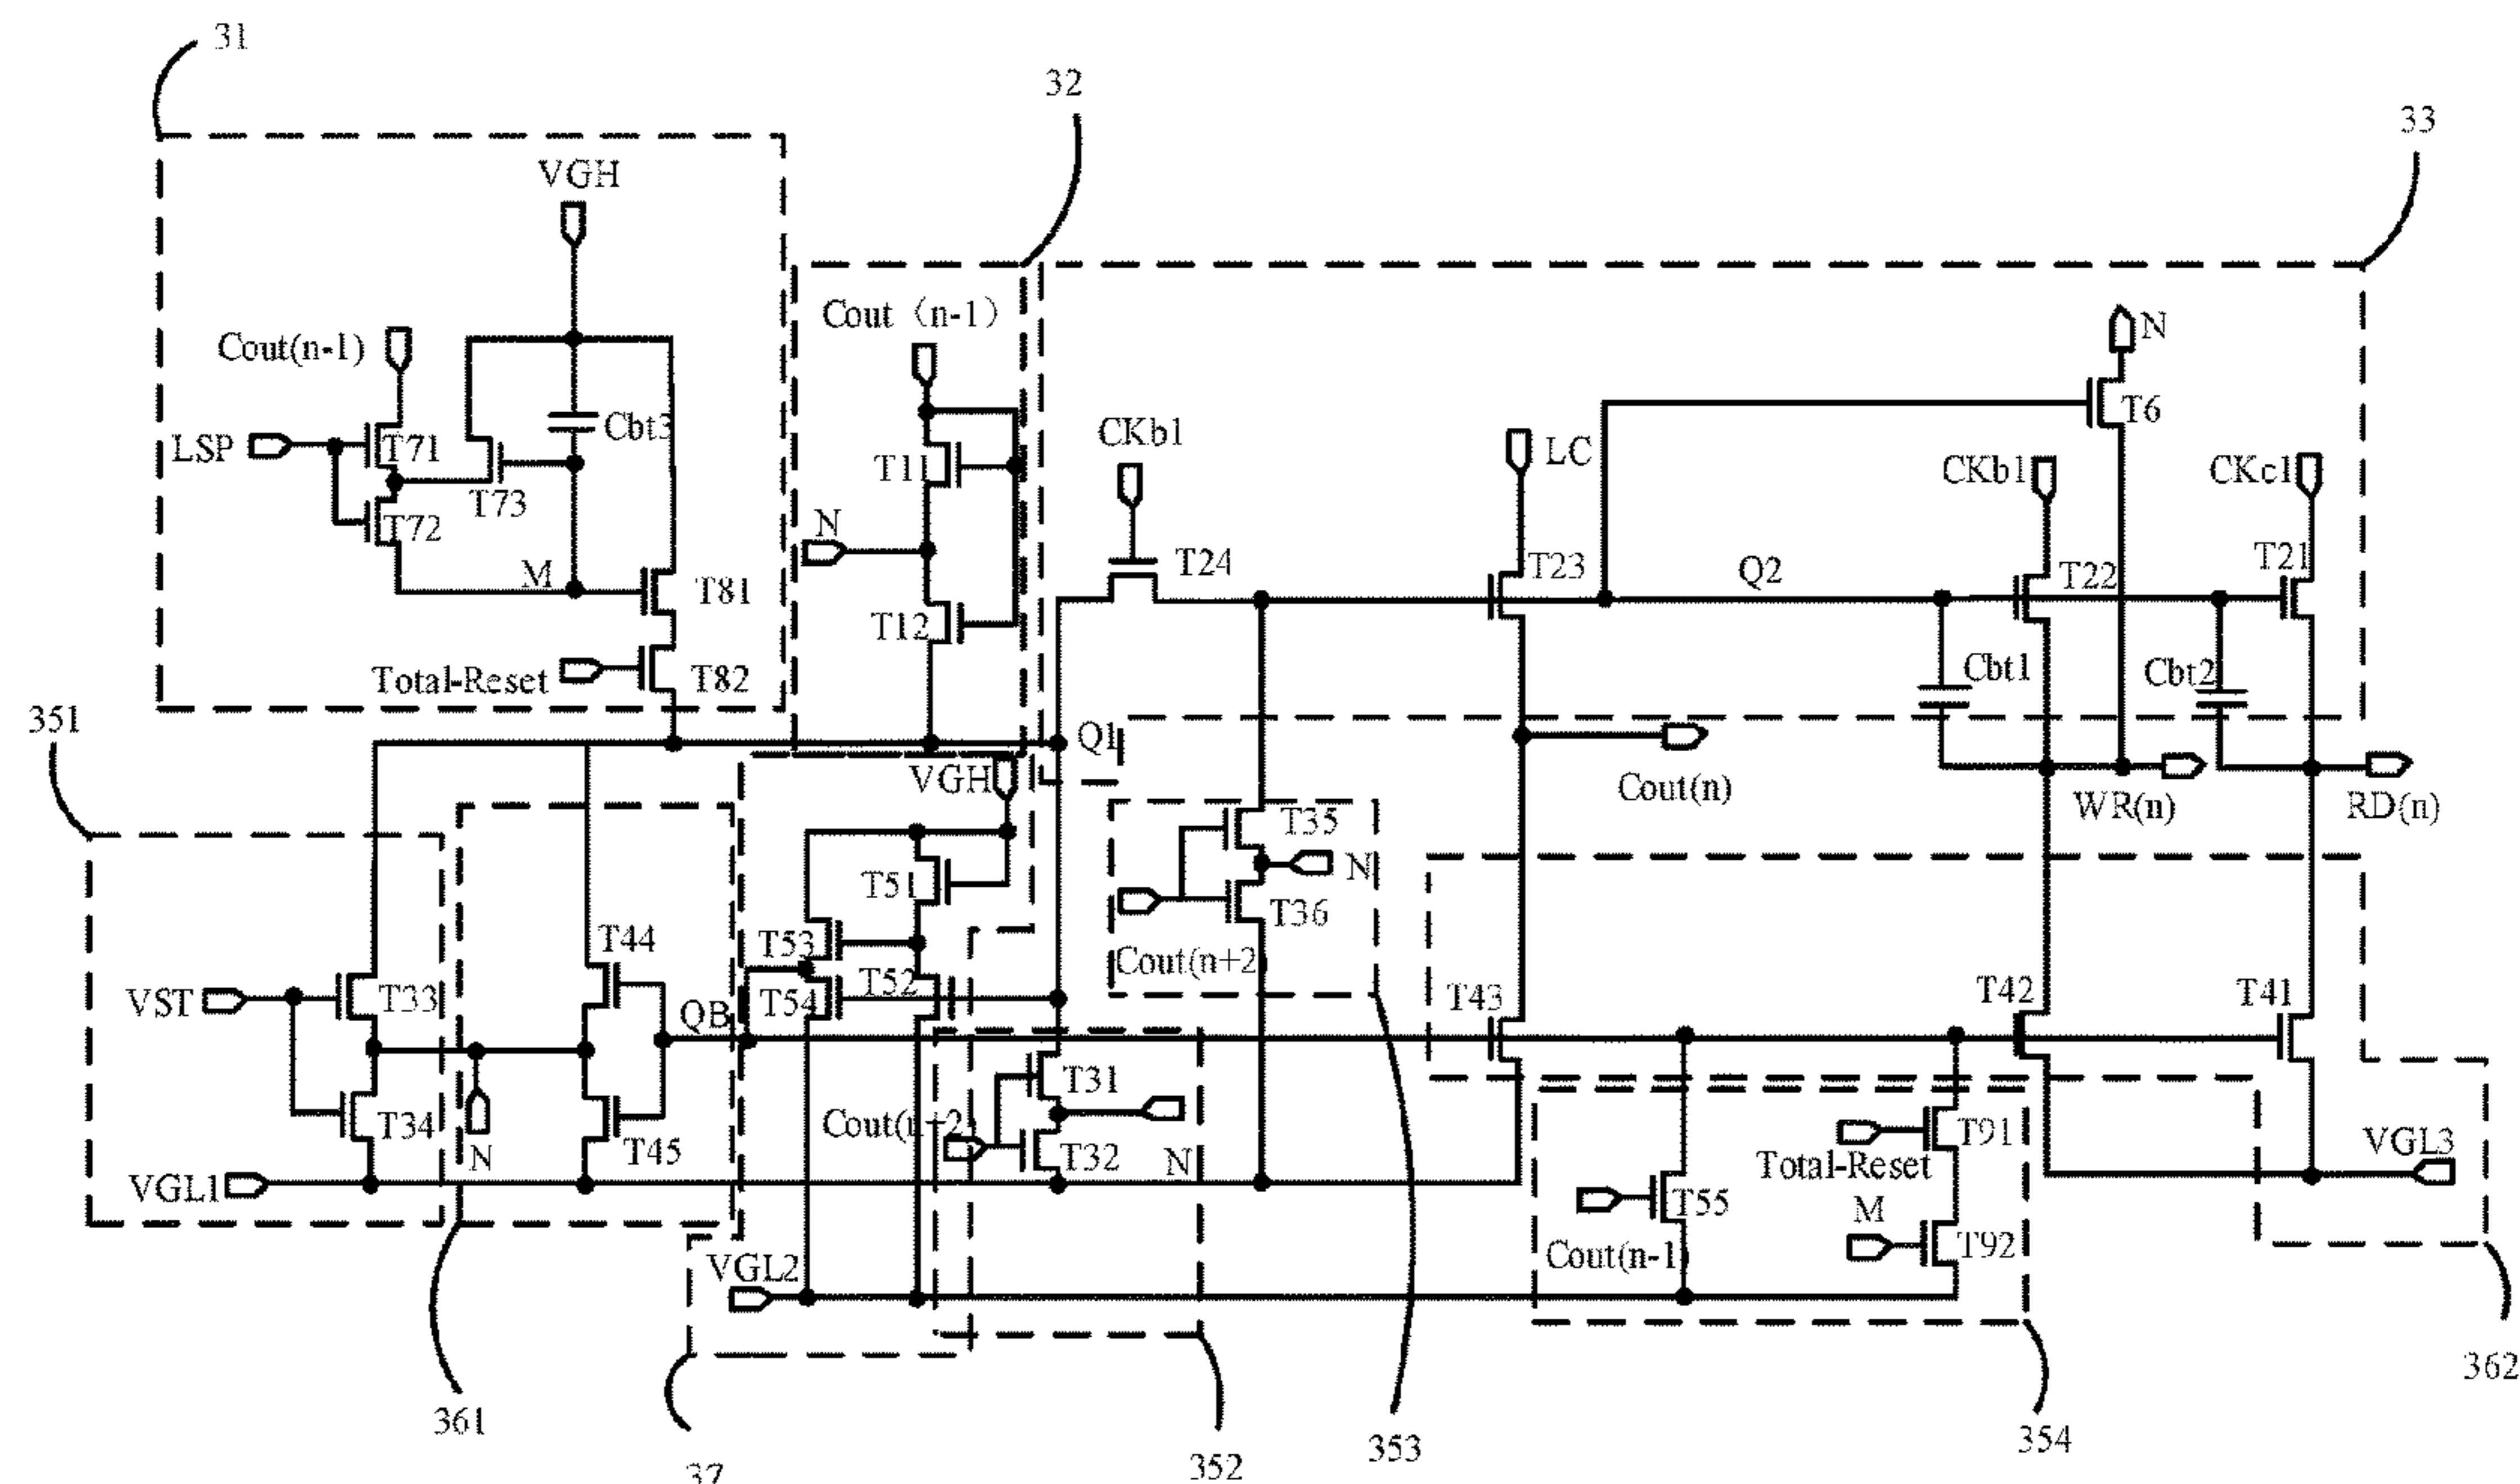 31
32
33
VGH
Cout (n-1)
Cout(n-1)
N
Cbt3
CKb1
T6
LSP
T71
T11
LC
CKb1
CKc1
T73
T72
N
T24
T23
Q2
T22
T21
M
T81
T12
Total-Reset
T82
Cbt1
Cbt2
351
Q1
VGH
Cout(n)
WR(n)
RD(n)
T35
N
T51
T36
T44
T53
Cout(n+2)
VST
T33
QB
T54
T52
T43
T42
T41
T31
T34
Cout(n+2)
T91
N
T45
T32
N
Total-Reset
VGL3
VGL1
T55
M
VGL2
Cout(n-1)
T92
362
361
37
352
353
354